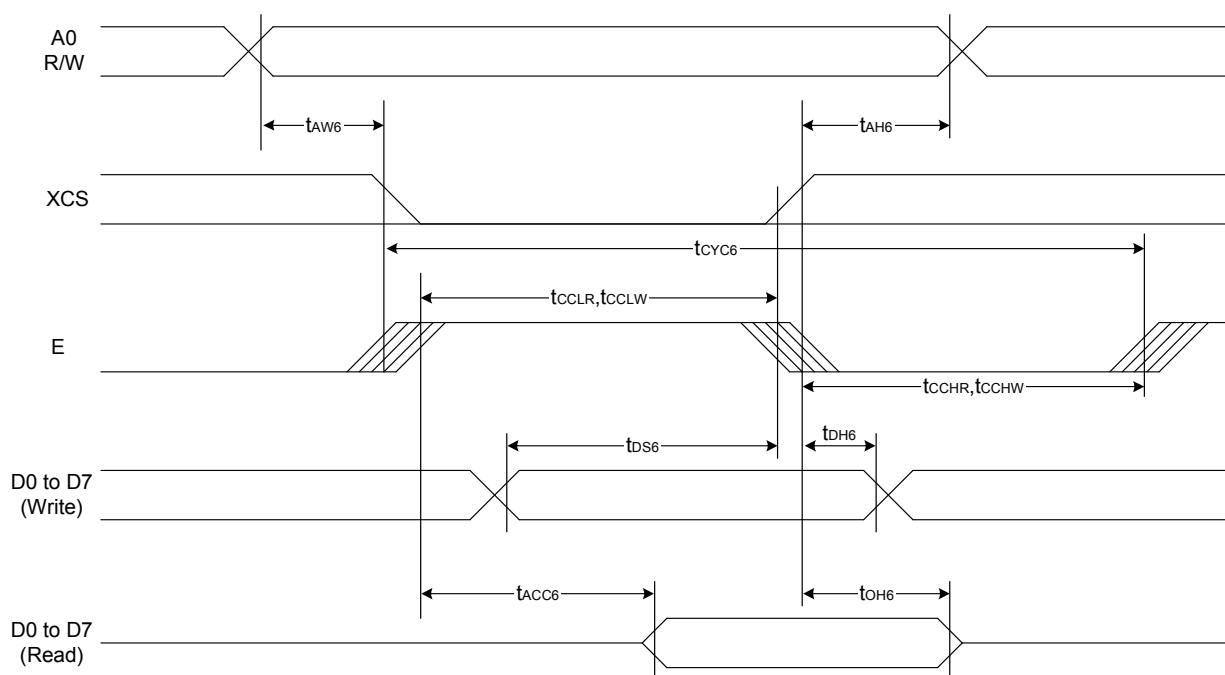 A0
R/W
tAW6
tAH6
XCS
tCYC6
tCCLR,tCCLW
E
tCCHR,tCCHW
tDS6
tDH6
D0 to D7
(Write)
tACC6
tOH6
D0 to D7
(Read)